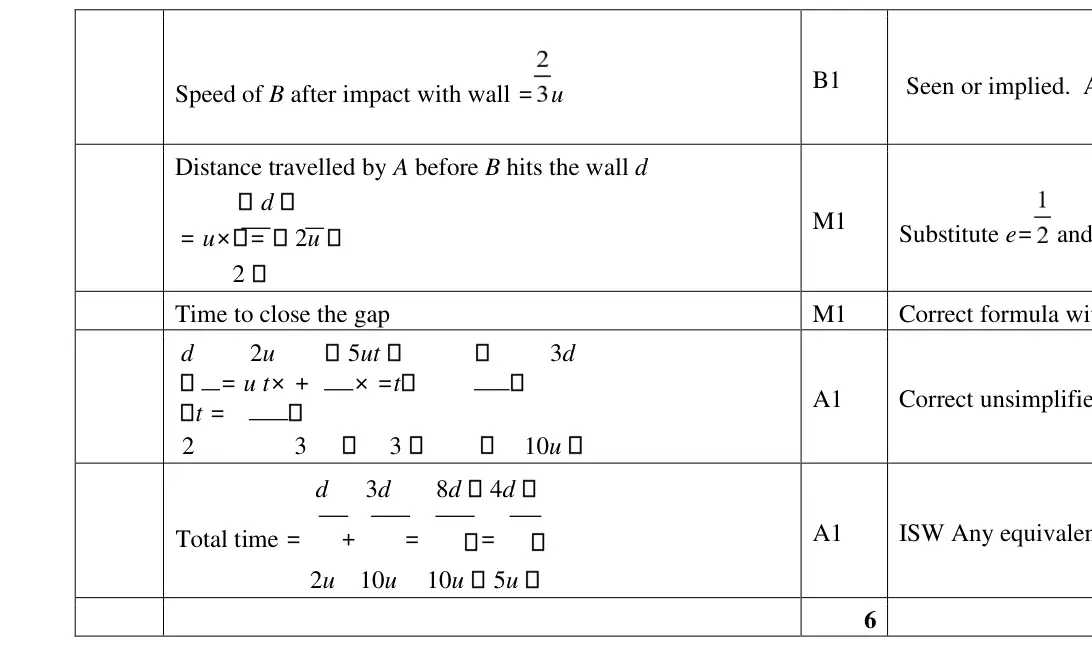 2
Speed of B after impact with wall = 3 u
B1
Seen or implied. A
Distance travelled by A before B hits the wall d
▯ d ▯
= u×▯= ▯ 2u ▯
2 ▯
M1
1
Substitute e= 2 and
Time to close the gap
M1
Correct formula wi
d 2u ▯ 5ut ▯ ▯ 3d
▯ = u t× + × =t▯ ▯
▯t = ▯
2 3 ▯ 3 ▯ ▯ 10u ▯
A1
Correct unsimplifie
d 3d 8d ▯ 4d ▯
Total time = + = ▯= ▯
2u 10u 10u ▯ 5u ▯
A1
ISW Any equivalen
6